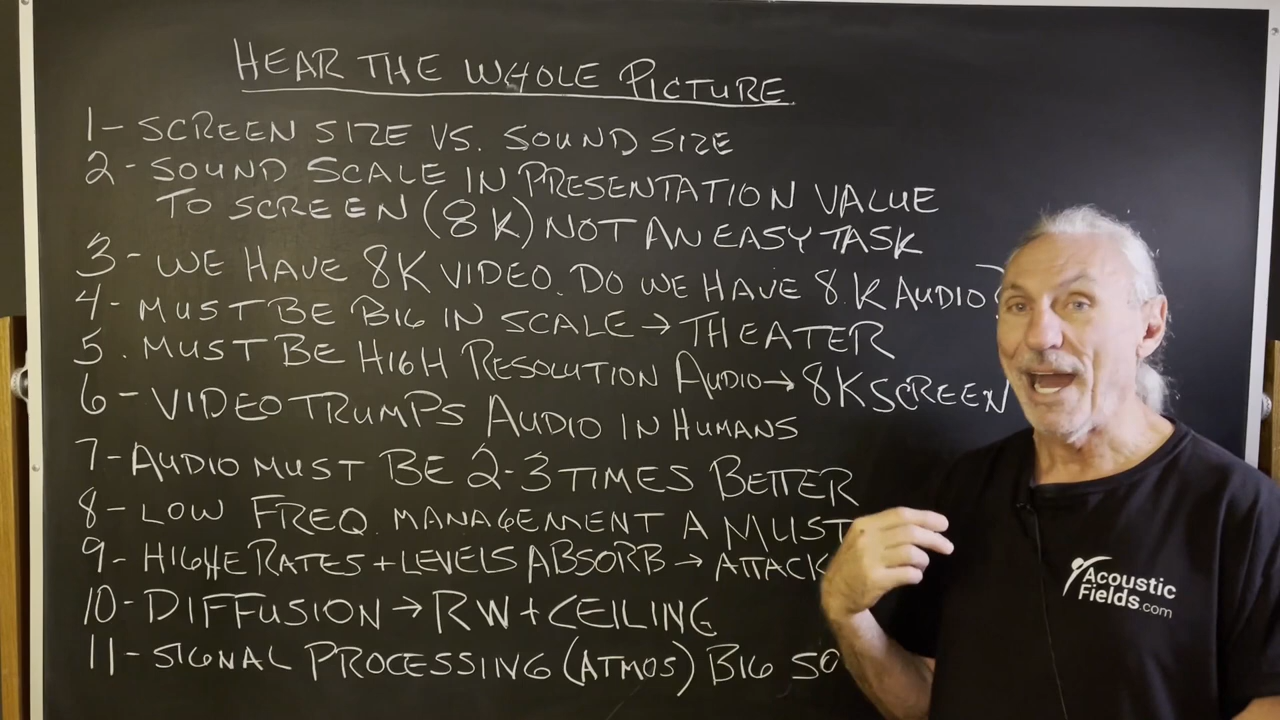 HEAR THE WHOLE PICTURE
1- SCREEN SIZE VS. SOUND SIZE
2- SOUND SCALE IN PRESENTATION VALUE
TO SCREEN (8K) NOT AN EASY TASK
3- WE HAVE 8K VIDEO. DO WE HAVE 8.K AUDIO?
4- MUST BE BIG IN SCALE → THEATER
5. MUST BE HIGH RESOLUTION AUDIO → 8K SCREEN
6- VIDEO TRUMPS AUDIO IN HUMANS
7- AUDIO MUST BE 2-3 TIMES BETTER
8- LOW FREQ. MANAGEMENT A MUST
9- HIGHE RATES + LEVELS ABSORB → ATTACK
10- DIFFUSION → RW + CEILING
11- SIGNAL PROCESSING (ATMOS) BIG SO
Acoustic
Fields.com